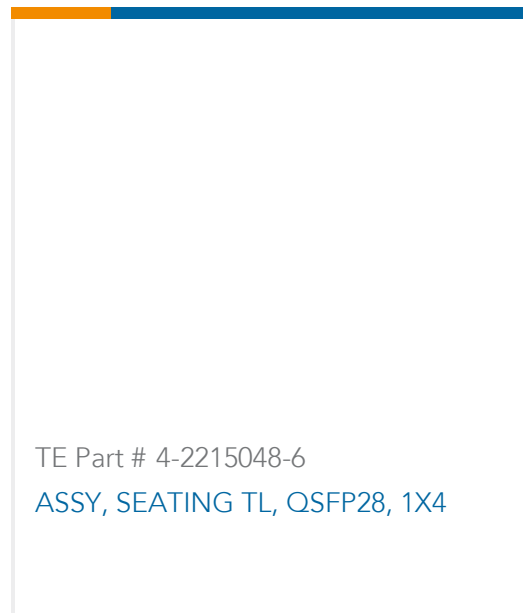 TE Part # 4-2215048-6
ASSY, SEATING TL, QSFP28, 1X4